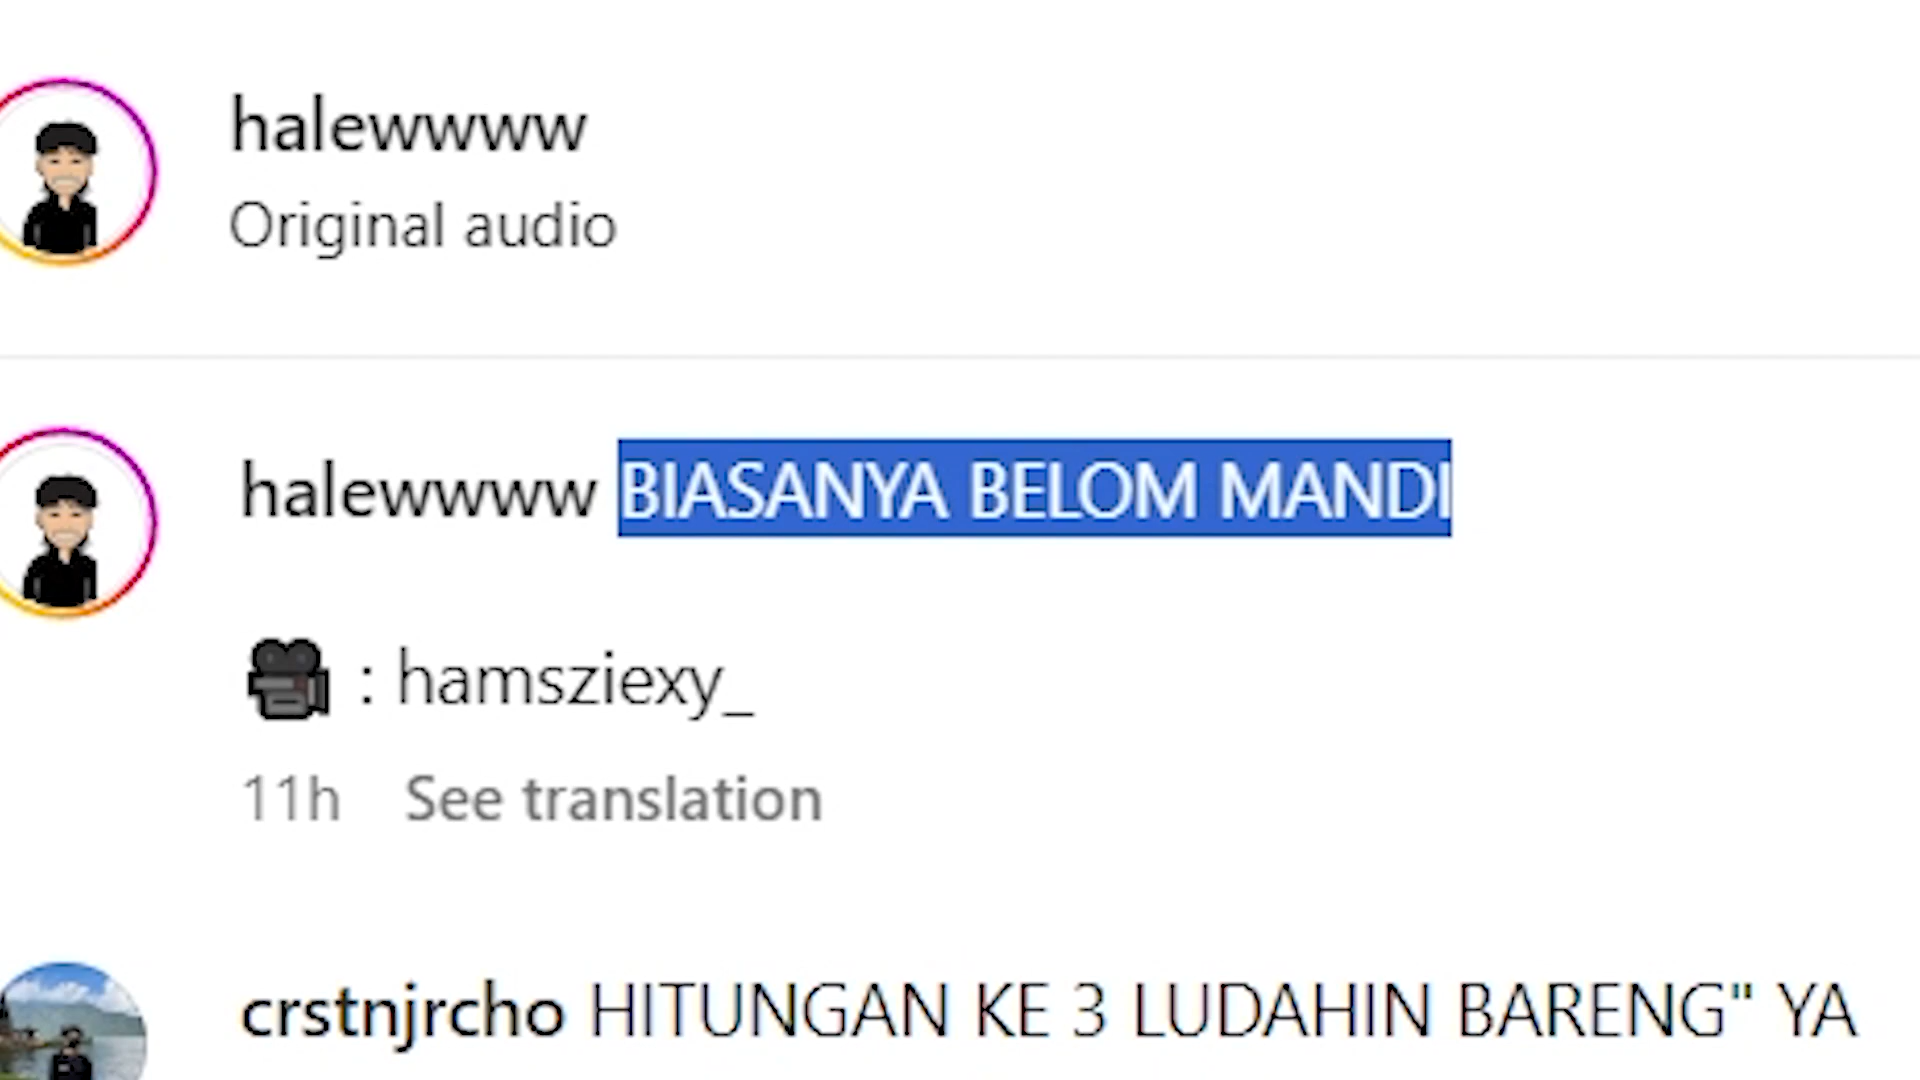 halewwww
Original audio
halewwww BIASANYA BELOM MANDI
🎥 : hamsziexy_
11h See translation
crstnjrcho HITUNGAN KE 3 LUDAHIN BARENG" YA